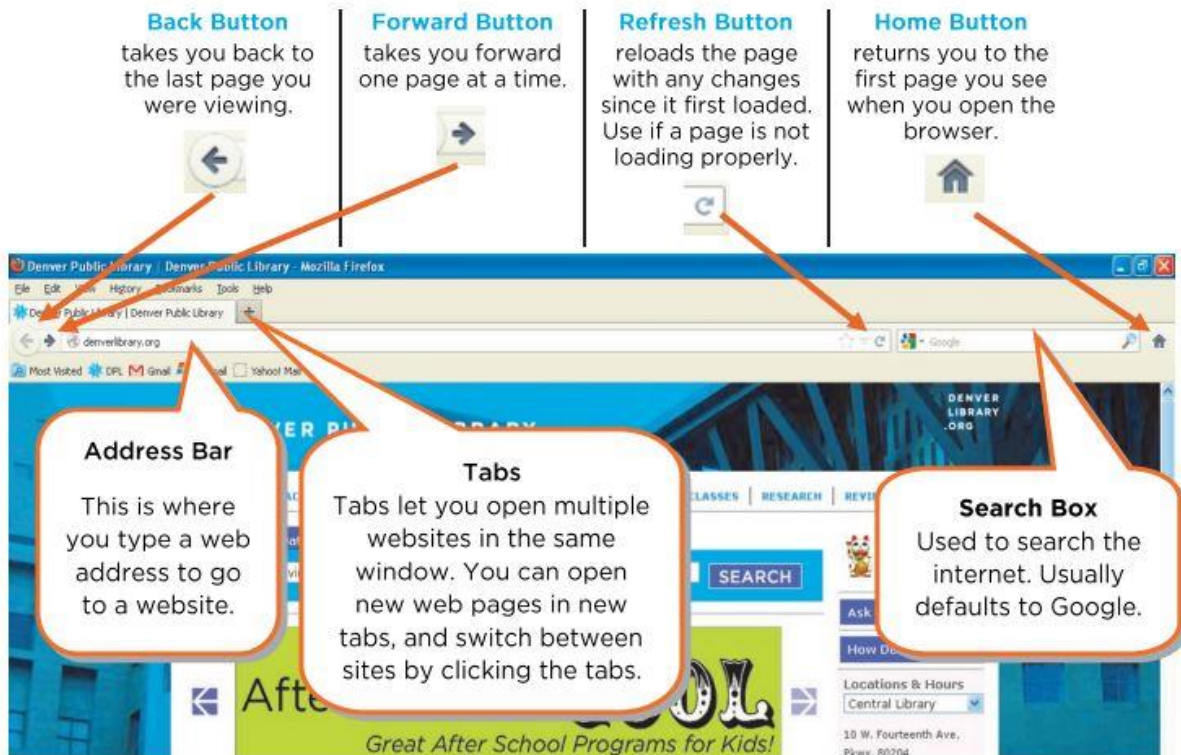 Back Button
takes you back to
the last page you
were viewing.
Forward Button
takes you forward
one page at a time.
Refresh Button
reloads the page
with any changes
since it first loaded.
Use if a page is not
loading properly.
Home Button
returns you to the
first page you see
when you open the
browser.
Denver Public Library | Denver Public Library - Mozilla Firefox
File Edit View History Bookmarks Tools Help
Denver Public Library | Denver Public Library
denverlibrary.org
Google
Most Visited DPL Gmail Yahoo! Mail
DENVER
LIBRARY
.ORG
Address Bar
This is where
you type a web
address to go
to a website.
Tabs
Tabs let you open multiple
websites in the same
window. You can open
new web pages in new
tabs, and switch between
sites by clicking the tabs.
CLASSES | RESEARCH
Search Box
Used to search the
internet. Usually
defaults to Google.
SEARCH
Ask
How Do
Locations & Hours
Central Library
10 W. Fourteenth Ave.
Pkwy, 80204
Great After School Programs for Kids!